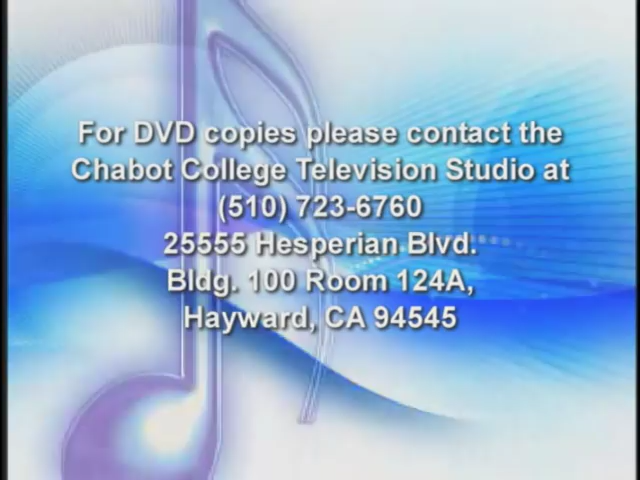 For DVD copies please contact the
Chabot College Television Studio at
(510) 723-6760
25555 Hesperian Blvd.
Bldg. 100 Room 124A,
Hayward, CA 94545